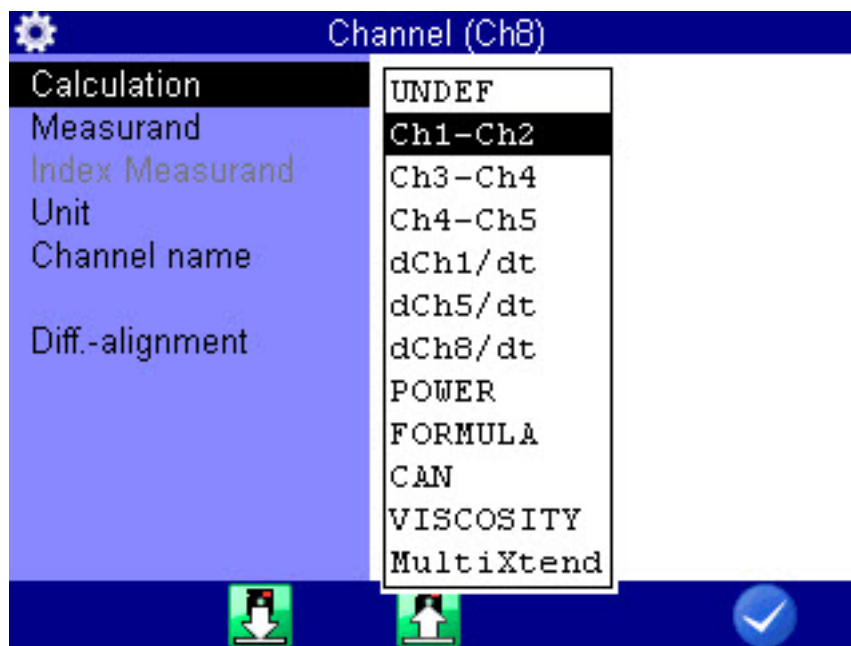 Channel (Ch8)
Calculation
Measurand
Index Measurand
Unit
Channel name
Diff.-alignment
UNDEF
Ch1-Ch2
Ch3-Ch4
Ch4-Ch5
dCh1/dt
dCh5/dt
dCh8/dt
POWER
FORMULA
CAN
VISCOSITY
MultiXtend